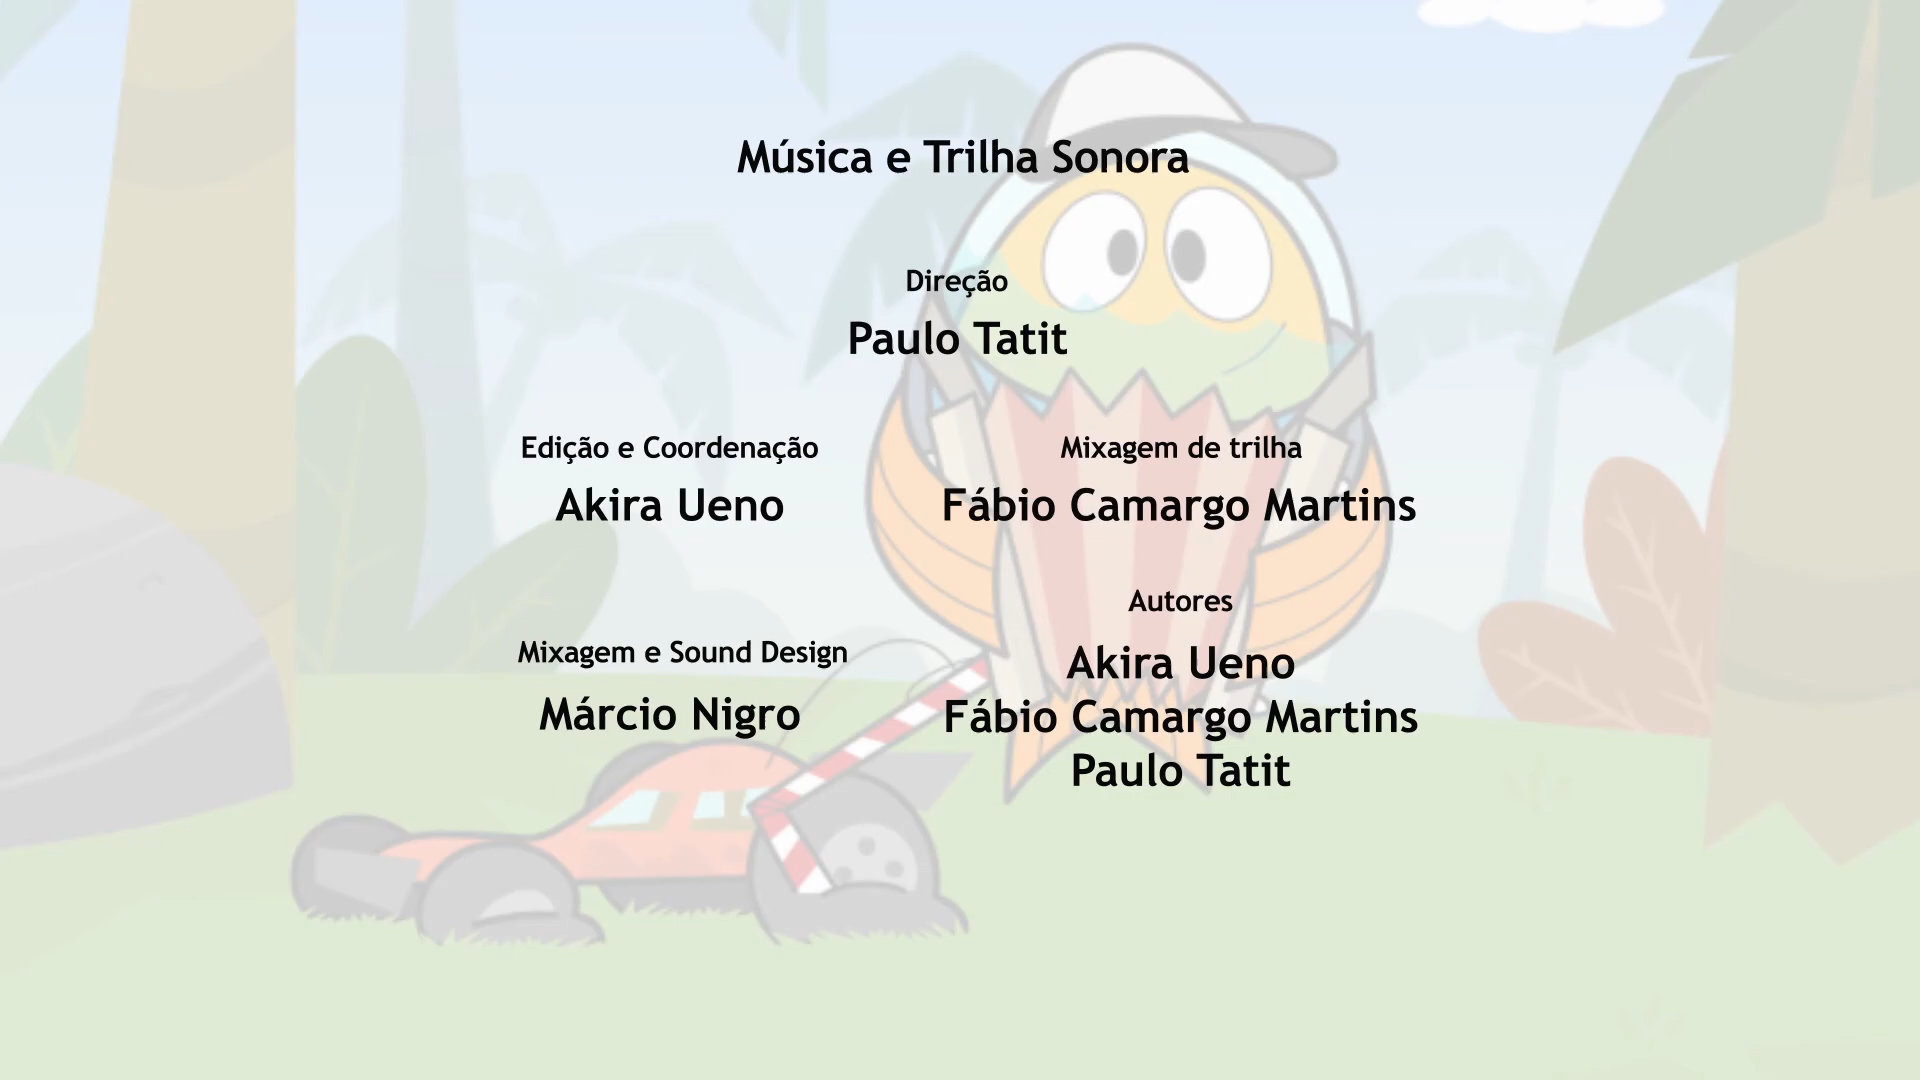 Música e Trilha Sonora
Direção
Paulo Tatit
Edição e Coordenação
Akira Ueno
Mixagem de trilha
Fábio Camargo Martins
Mixagem e Sound Design
Márcio Nigro
Autores
Akira Ueno
Fábio Camargo Martins
Paulo Tatit